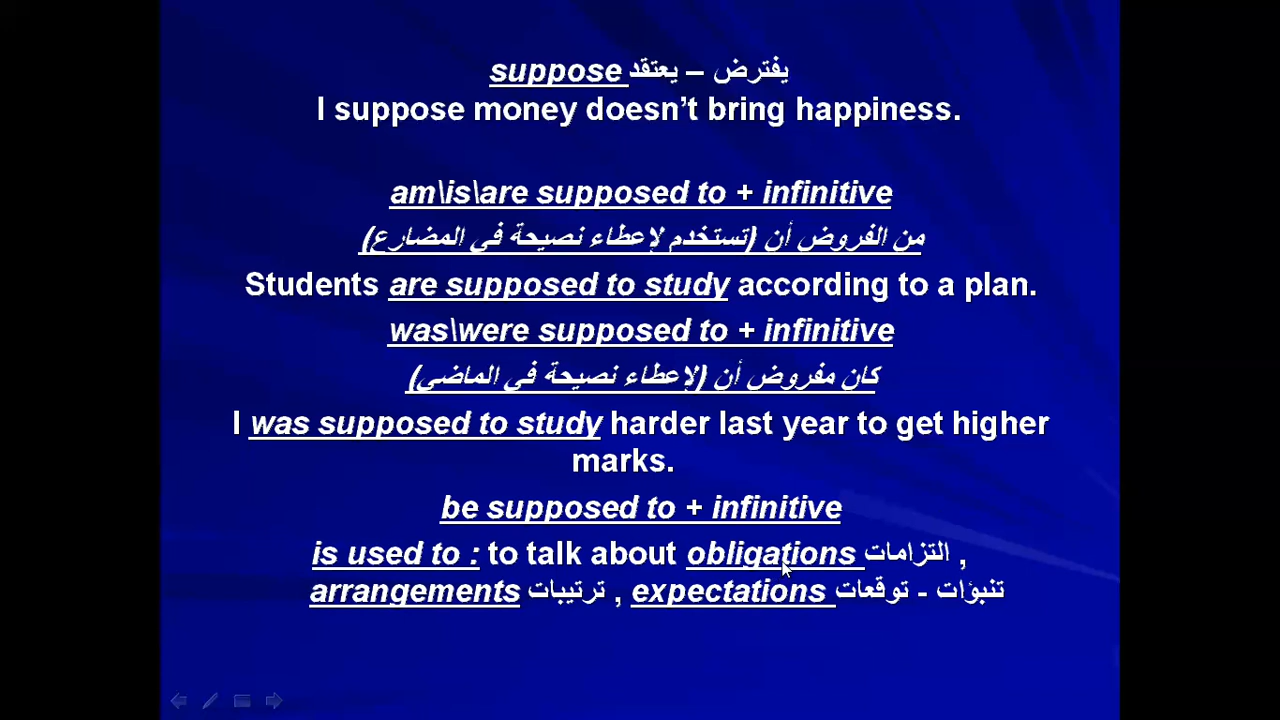 suppose يفترض – يعتقد
I suppose money doesn’t bring happiness.
am\is\are supposed to + infinitive
من الفروض أن (تستخدم لإعطاء نصيحة في المضارع)
Students are supposed to study according to a plan.
was\were supposed to + infinitive
كان مفروض أن (لإعطاء نصيحة في الماضي)
I was supposed to study harder last year to get higher
marks.
be supposed to + infinitive
is used to : to talk about obligations التزامات ,
arrangements ترتيبات , expectations توقعات - تنبؤات